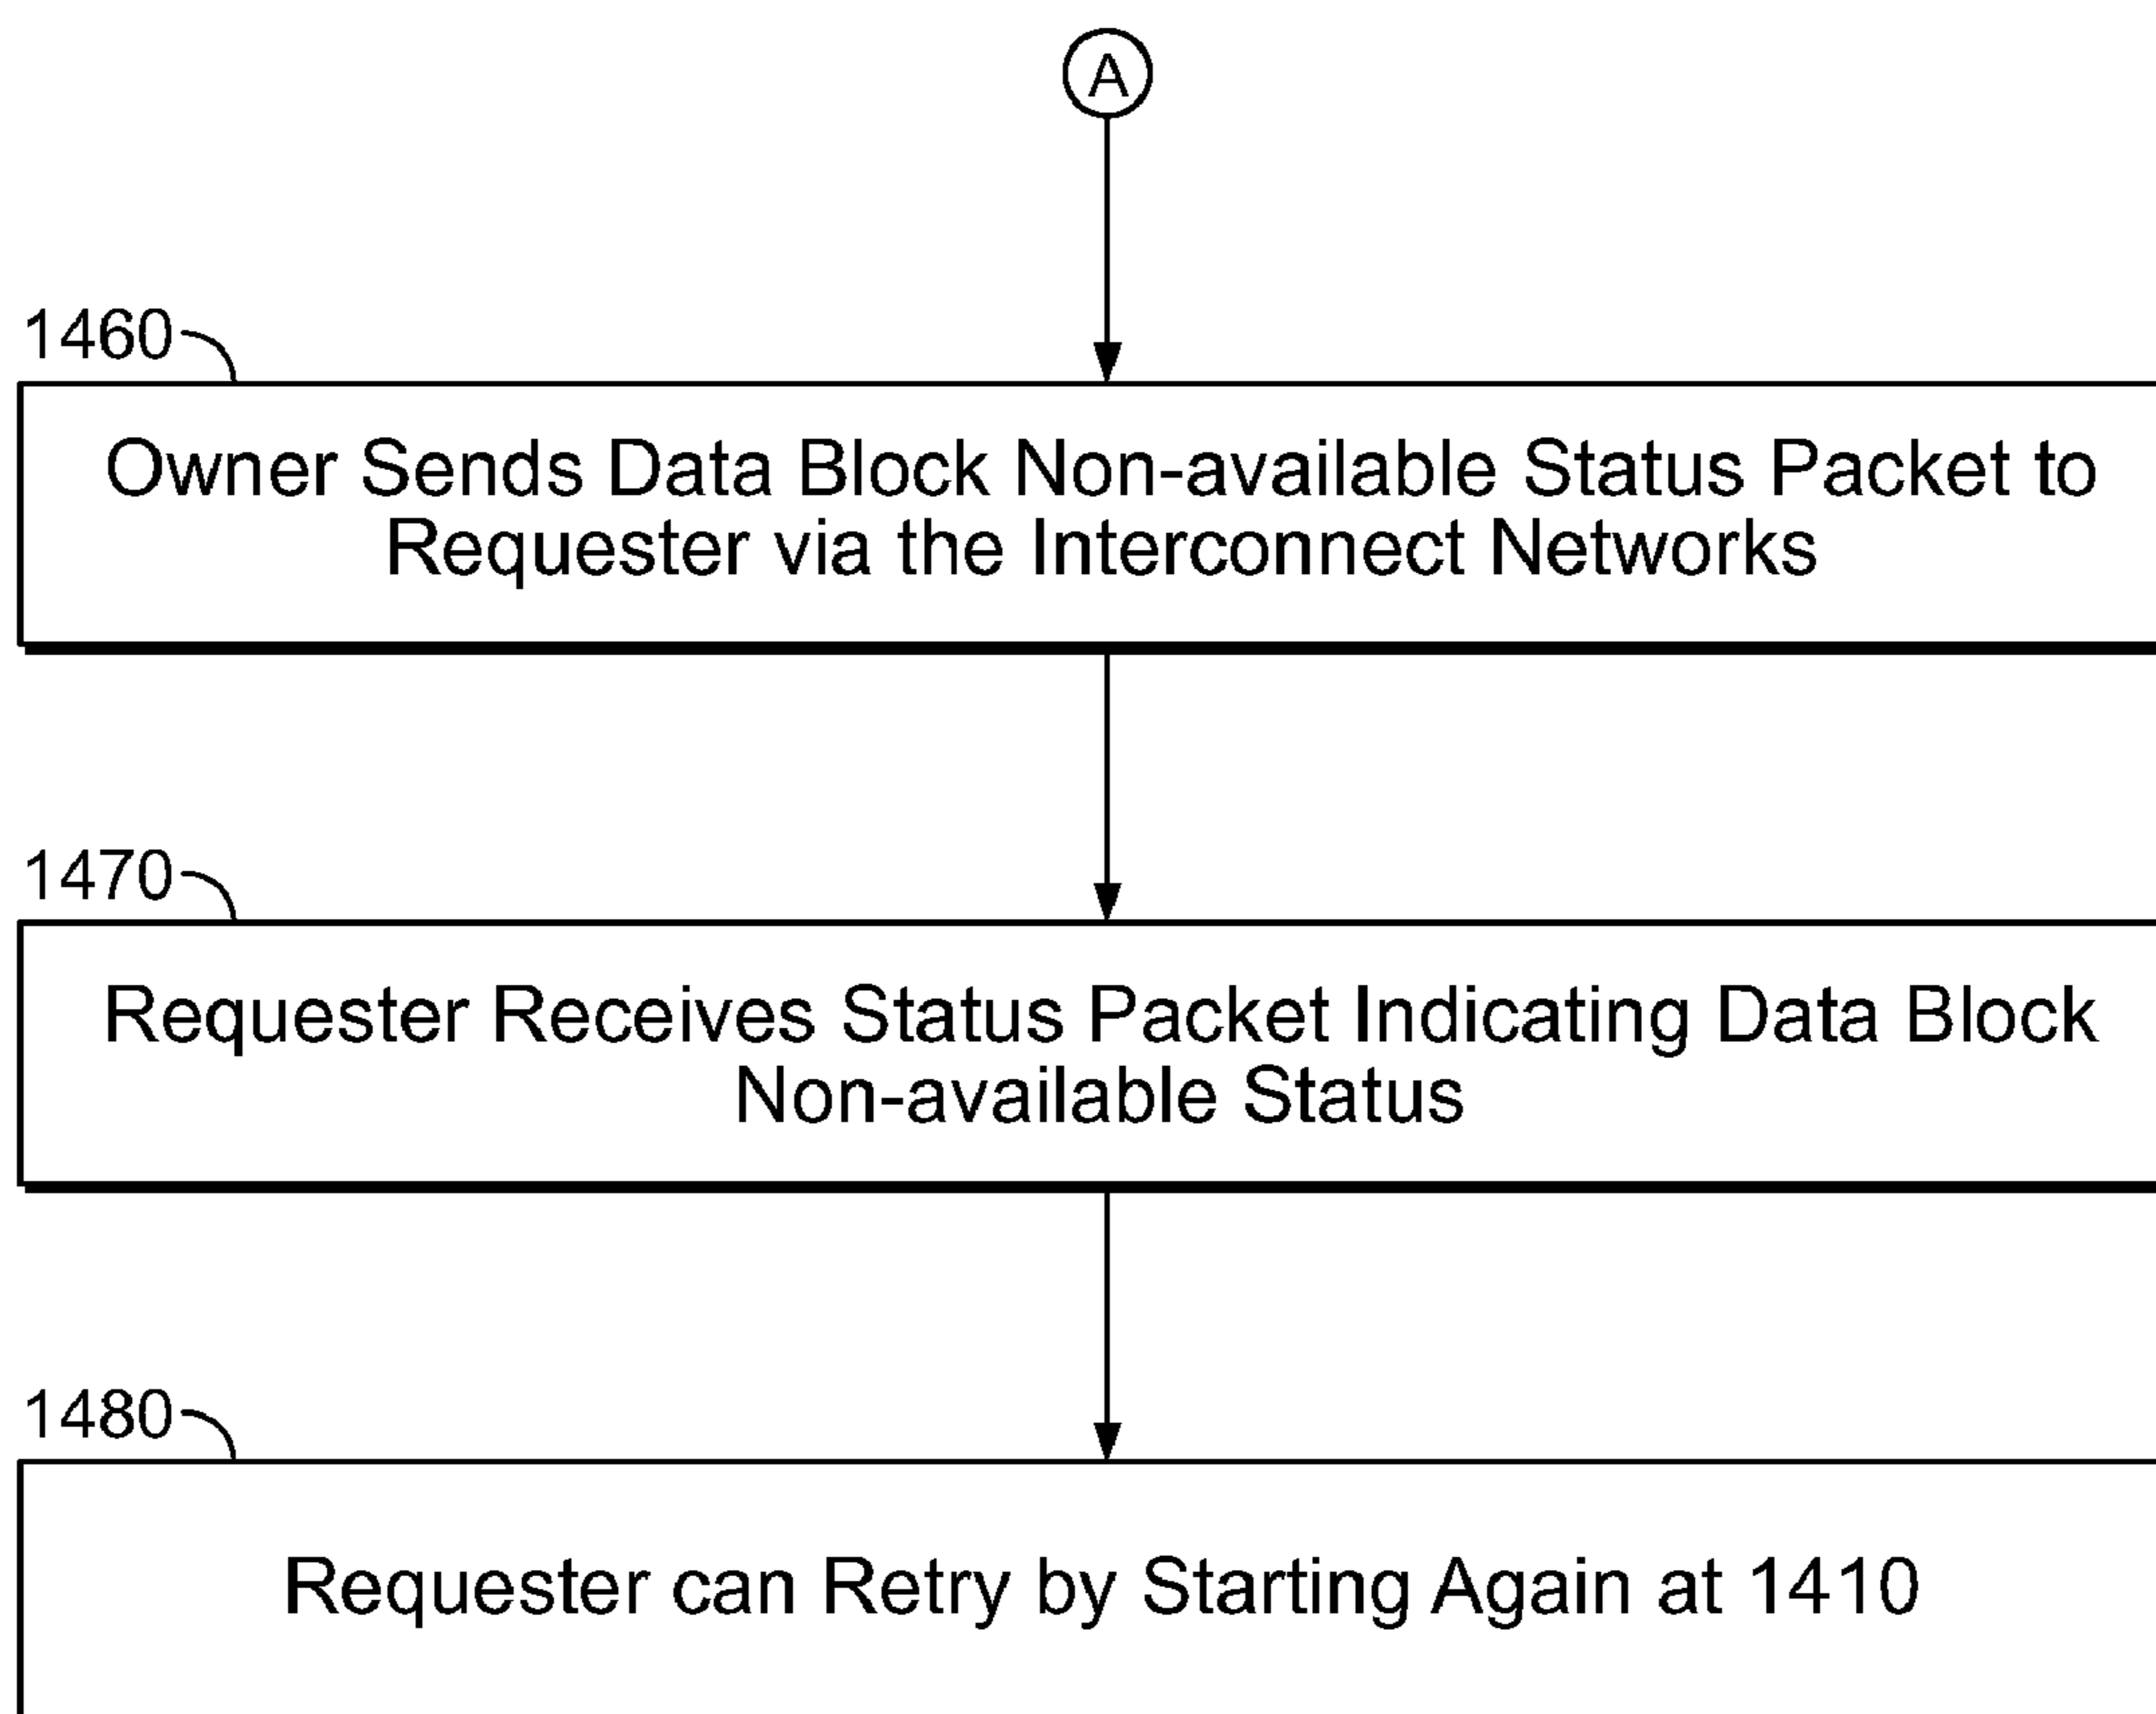 A
1460
Owner Sends Data Block Non-available Status Packet to
Requester via the Interconnect Networks
1470
Requester Receives Status Packet Indicating Data Block
Non-available Status
1480
Requester can Retry by Starting Again at 1410